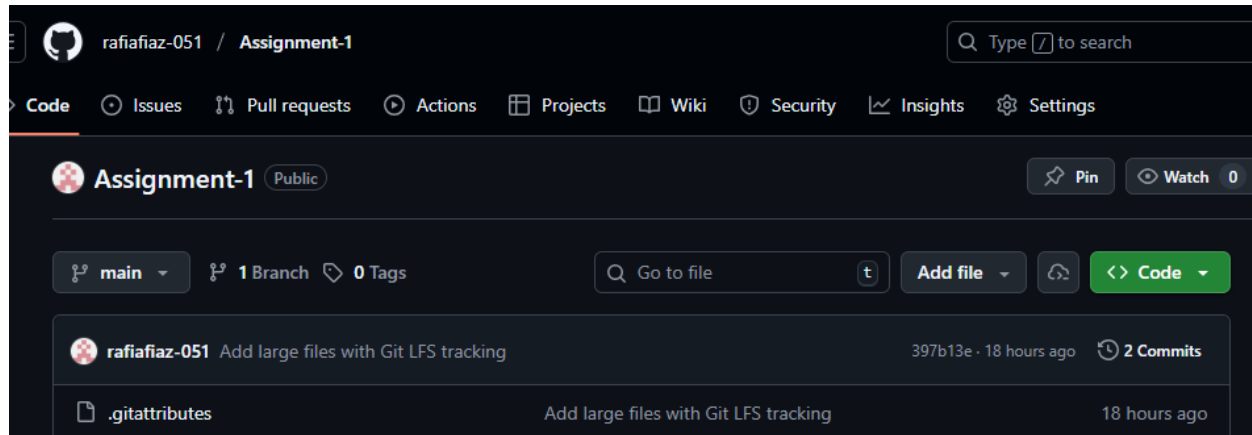 rafiafiaz-051 / Assignment-1 Type / to search
Code Issues Pull requests Actions Projects Wiki Security Insights Settings
Assignment-1 Public Pin Watch 0
main 1 Branch 0 Tags Go to file t Add file <> Code
rafiafiaz-051 Add large files with Git LFS tracking 397b13e · 18 hours ago 2 Commits
.gitattributes Add large files with Git LFS tracking 18 hours ago